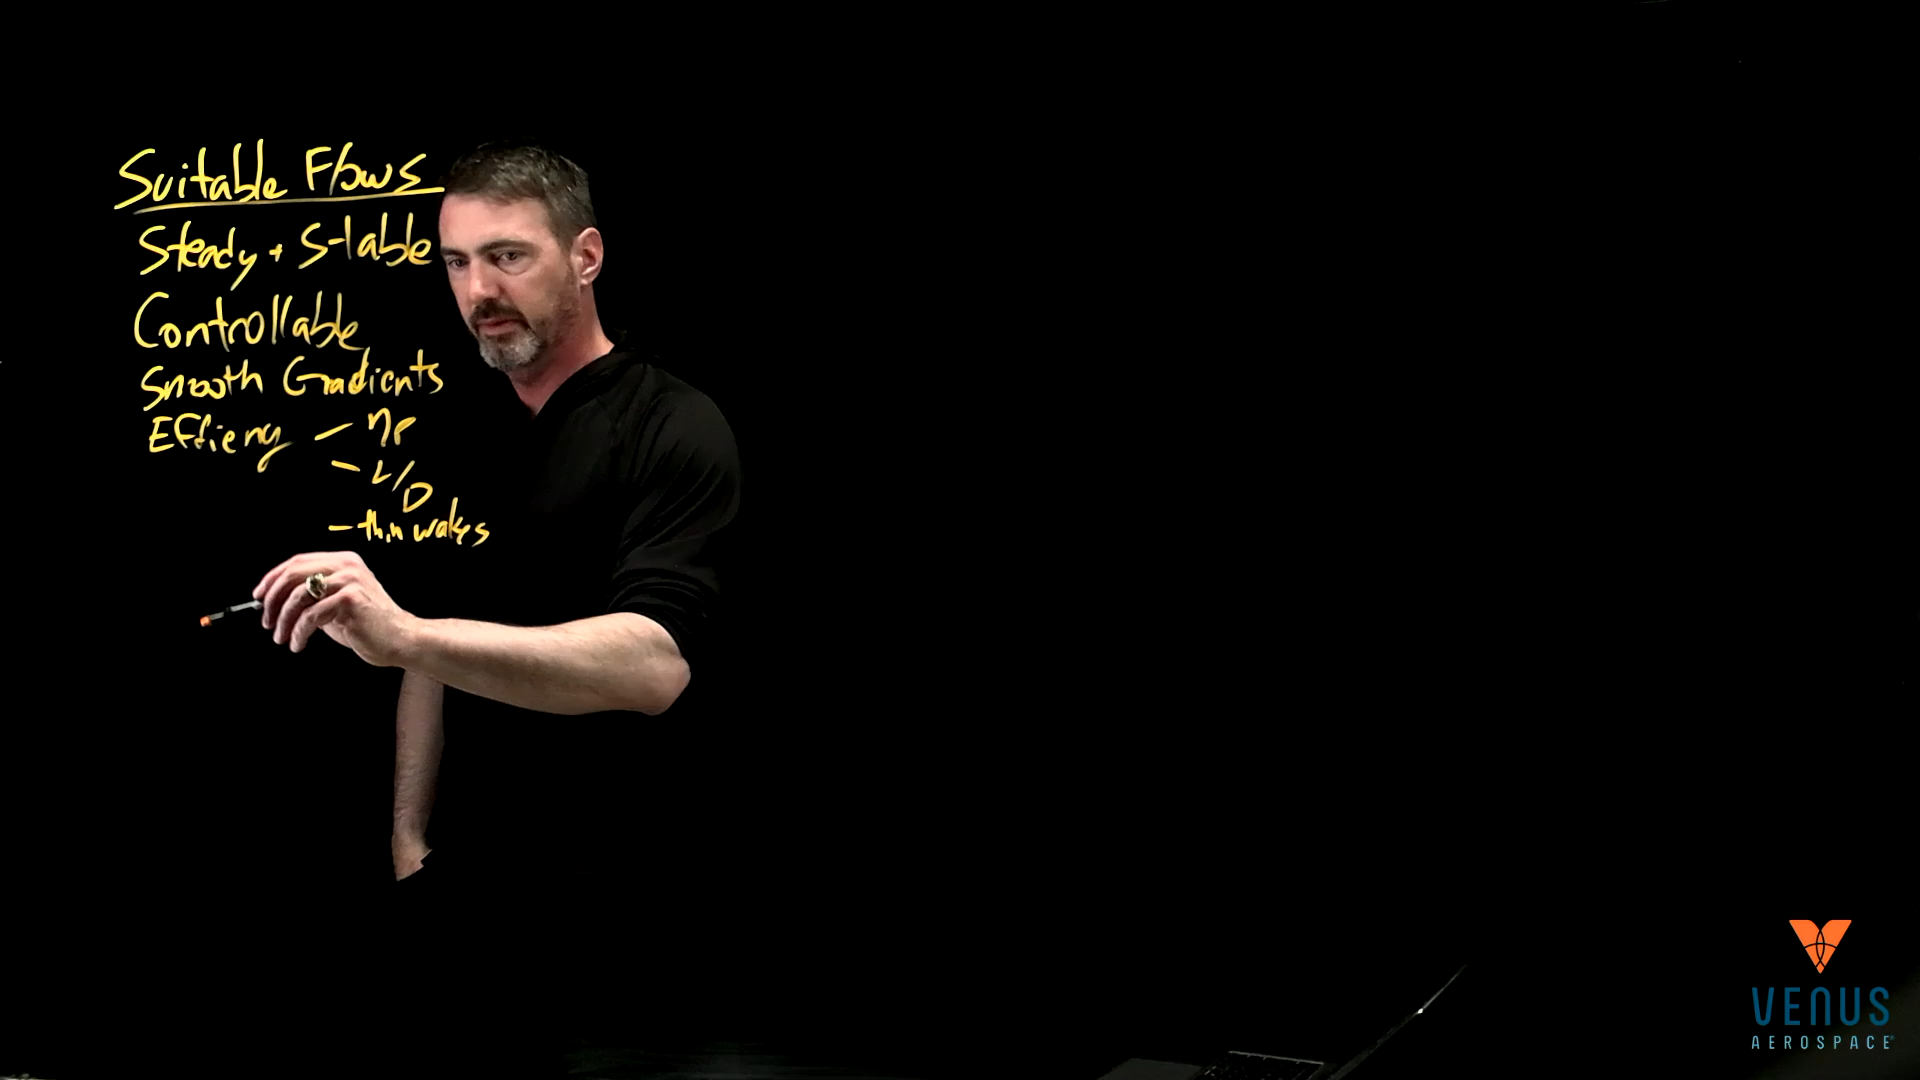 Suitable Flows
Steady + Stable
Controllable
Smooth Gradients
Effieny — ηp
— L/D
— thin wakes
VENUS
AEROSPACE